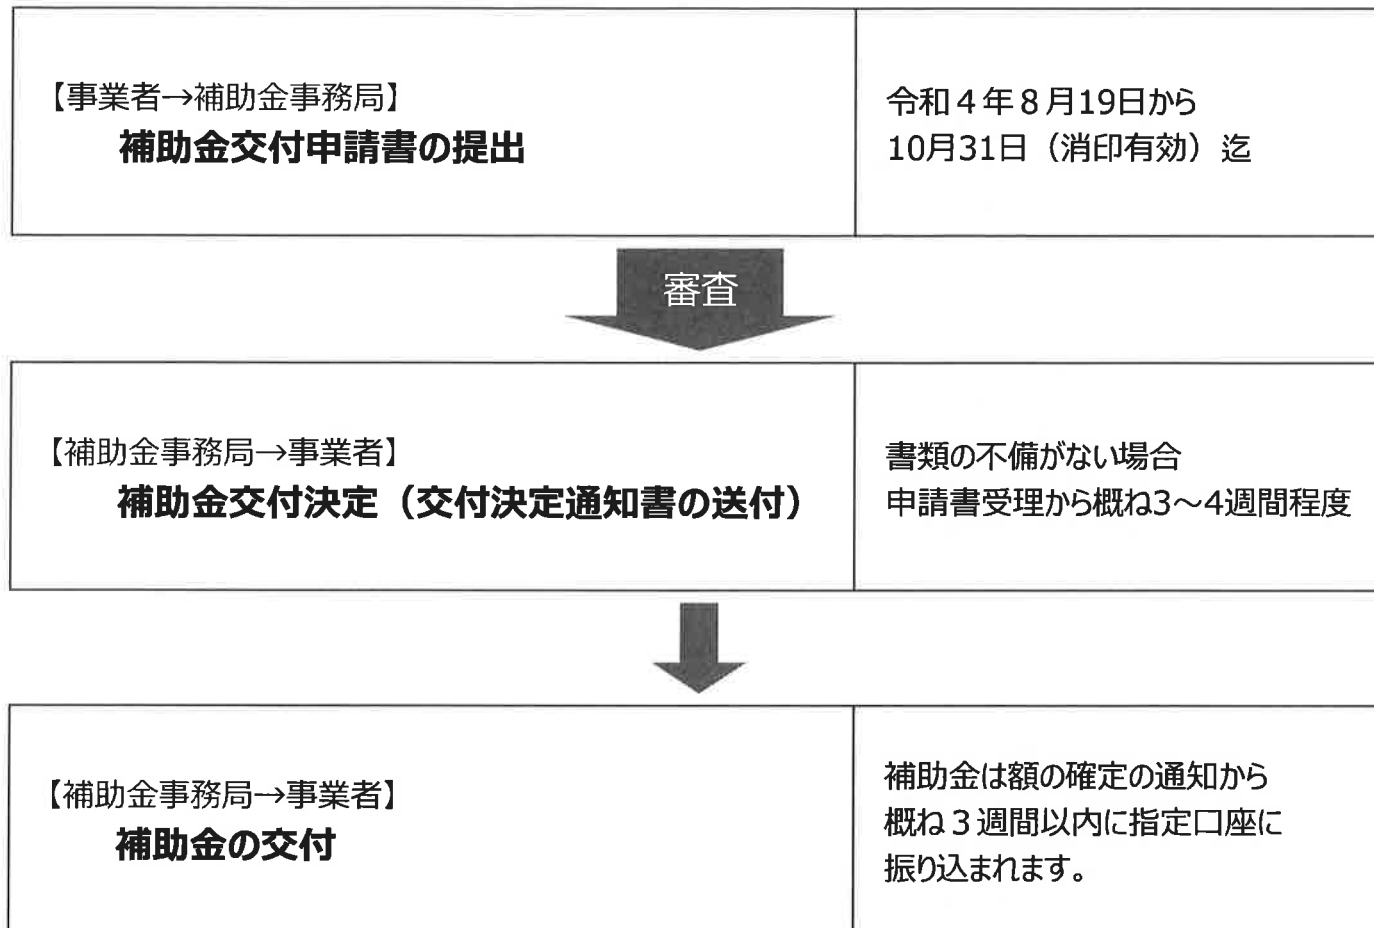 【事業者→補助金事務局】
補助金交付申請書の提出
令和４年８月19日から
10月31日（消印有効）迄
審査
【補助金事務局→事業者】
補助金交付決定（交付決定通知書の送付）
書類の不備がない場合
申請書受理から概ね3～4週間程度
【補助金事務局→事業者】
補助金の交付
補助金は額の確定の通知から
概ね３週間以内に指定口座に
振り込まれます。